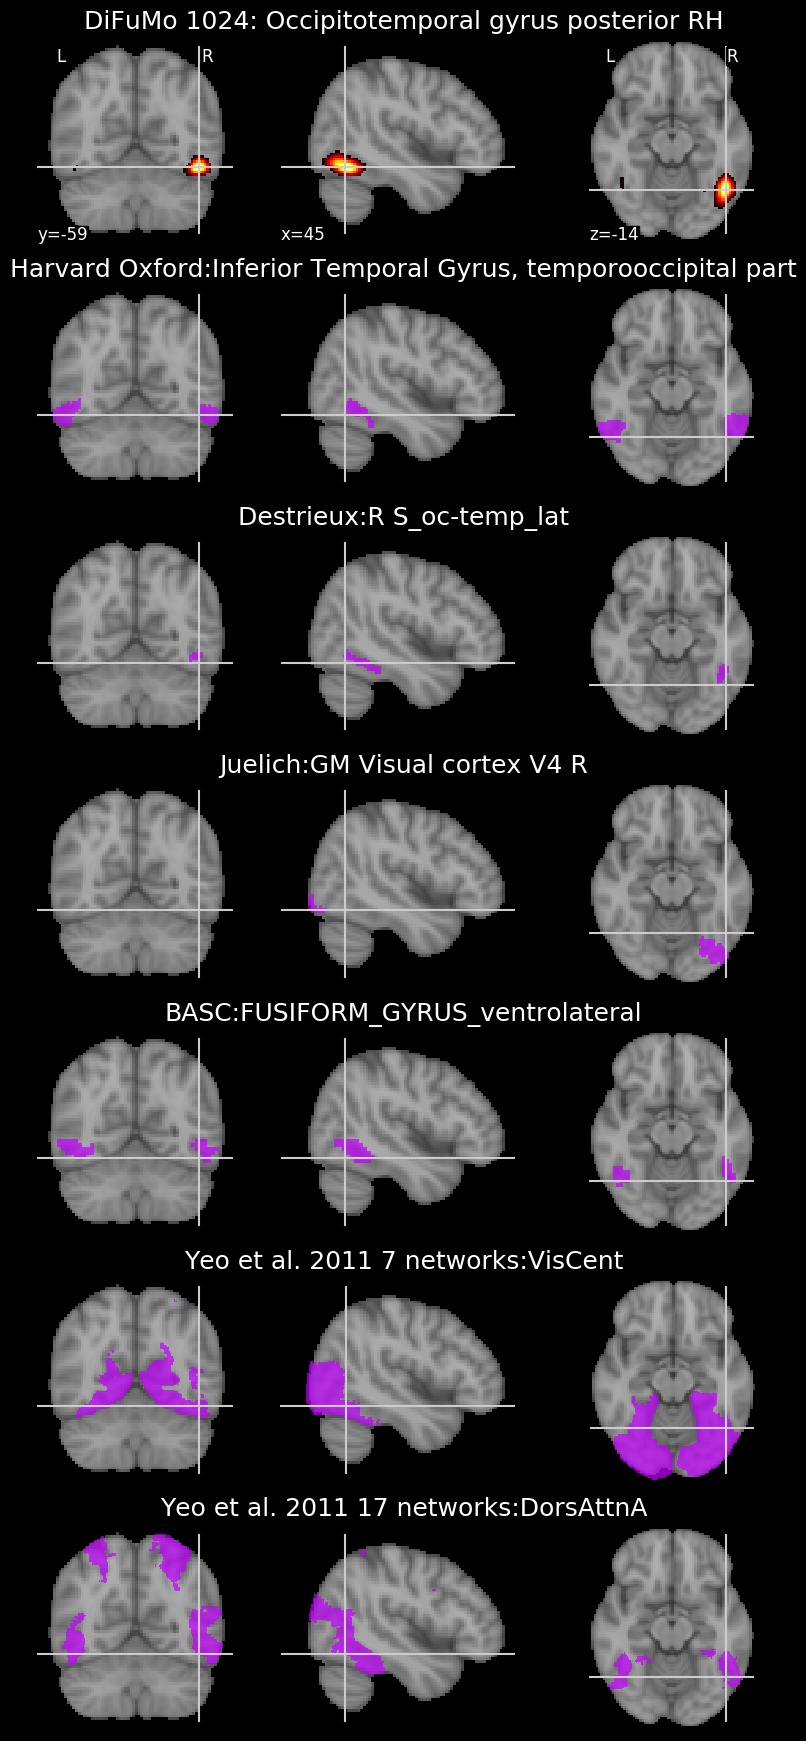 DiFuMo 1024: Occipitotemporal gyrus posterior RH
L R L R
y=-59 x=45 z=-14
Harvard Oxford:Inferior Temporal Gyrus, temporooccipital part
Destrieux:R S_oc-temp_lat
Juelich:GM Visual cortex V4 R
BASC:FUSIFORM_GYRUS_ventrolateral
Yeo et al. 2011 7 networks:VisCent
Yeo et al. 2011 17 networks:DorsAttnA